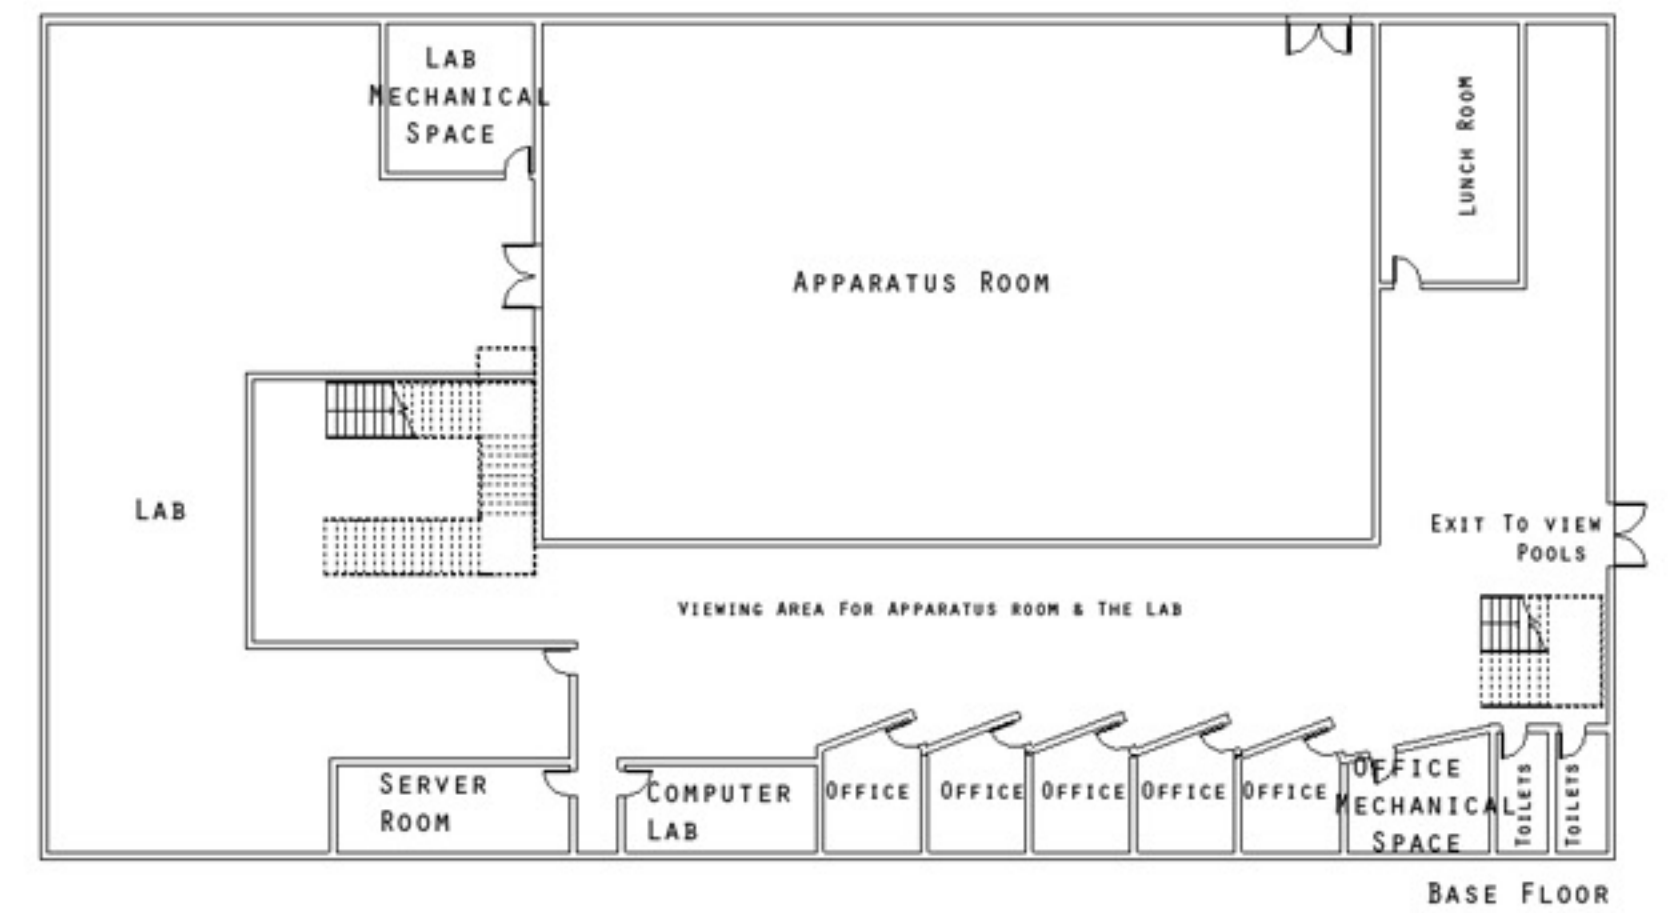 Lab
Mechanical
Space
Lunch Room
Apparatus Room
Lab
Exit To view
Pools
Viewing Area For Apparatus room & The Lab
Server
Room
Computer
Lab
Office
Office
Office
Office
Office
Office
Mechanical
Space
Toilets
Toilets
Base Floor